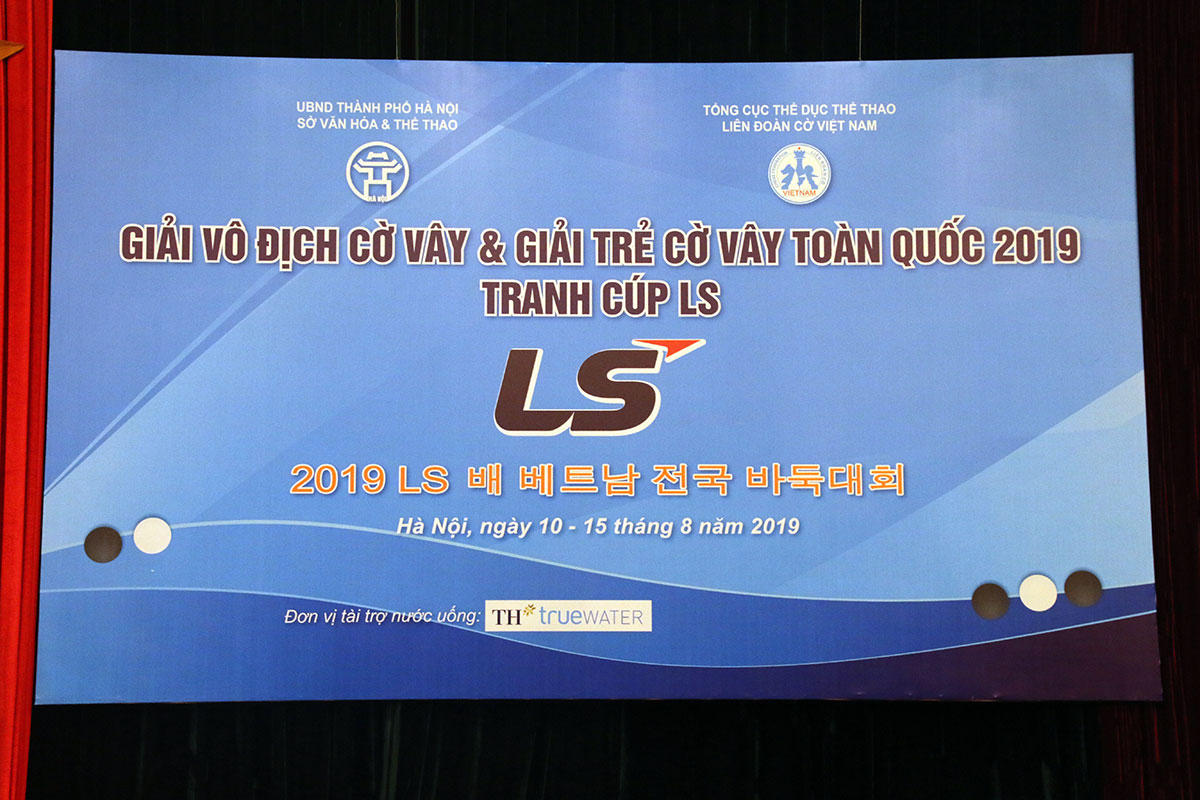 UBND THÀNH PHỐ HÀ NỘI
SỞ VĂN HÓA & THỂ THAO
HÀ NỘI
TỔNG CỤC THỂ DỤC THỂ THAO
LIÊN ĐOÀN CỜ VIỆT NAM
VIETNAM
GIẢI VÔ ĐỊCH CỜ VÂY & GIẢI TRẺ CỜ VÂY TOÀN QUỐC 2019
TRANH CÚP LS
LS
2019 LS 배 베트남 전국 바둑대회
Hà Nội, ngày 10 - 15 tháng 8 năm 2019
Đơn vị tài trợ nước uống: TH trueWATER